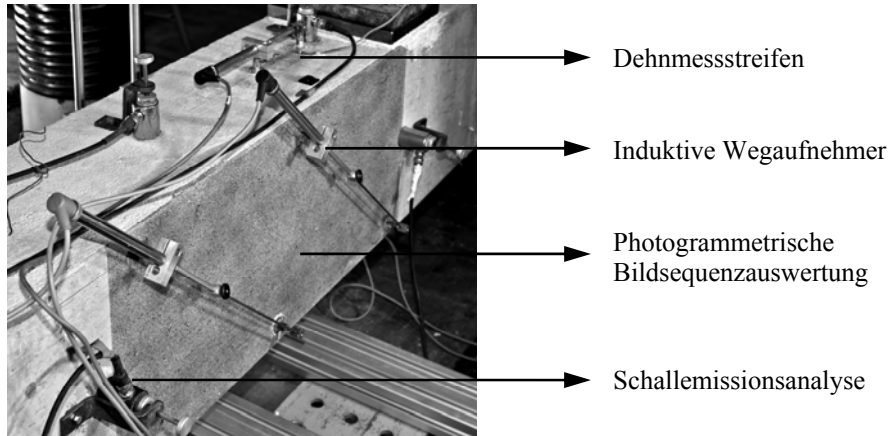 Dehnmessstreifen
Induktive Wegaufnehmer
Photogrammetrische
Bildsequenzauswertung
Schallemissionsanalyse